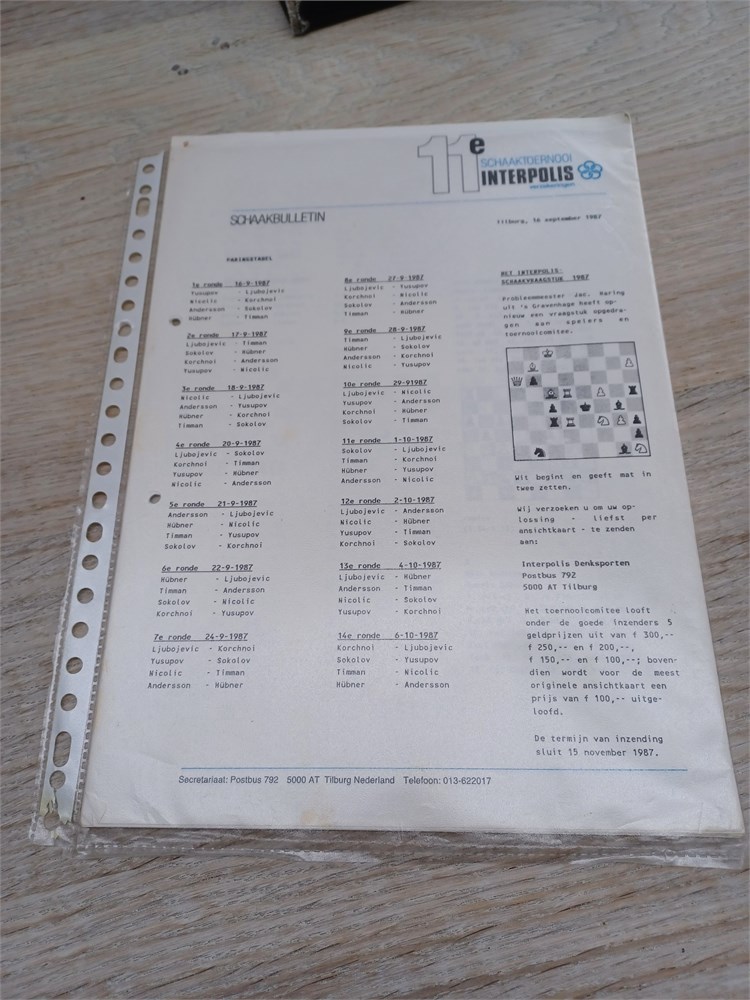 11e
SCHAAKTOERNOOI
INTERPOLIS
verzekeringen
SCHAAKBULLETIN
Tilburg, 16 september 1987
PARINGSTABEL
1e ronde 16-9-1987
Yusupov - Ljubojevic
Nicolic - Korchnoi
Andersson - Sokolov
Hübner - Timman
2e ronde 17-9-1987
Ljubojevic - Timman
Sokolov - Hübner
Korchnoi - Andersson
Yusupov - Nicolic
3e ronde 18-9-1987
Nicolic - Ljubojevic
Andersson - Yusupov
Hübner - Korchnoi
Timman - Sokolov
4e ronde 20-9-1987
Ljubojevic - Sokolov
Korchnoi - Timman
Yusupov - Hübner
Nicolic - Andersson
5e ronde 21-9-1987
Andersson - Ljubojevic
Hübner - Nicolic
Timman - Yusupov
Sokolov - Korchnoi
6e ronde 22-9-1987
Hübner - Ljubojevic
Timman - Andersson
Sokolov - Nicolic
Korchnoi - Yusupov
7e ronde 24-9-1987
Ljubojevic - Korchnoi
Yusupov - Sokolov
Nicolic - Timman
Andersson - Hübner
8e ronde 27-9-1987
Ljubojevic - Yusupov
Korchnoi - Nicolic
Sokolov - Andersson
Timman - Hübner
9e ronde 28-9-1987
Timman - Ljubojevic
Hübner - Sokolov
Andersson - Korchnoi
Nicolic - Yusupov
10e ronde 29-91987
Ljubojevic - Nicolic
Yusupov - Andersson
Korchnoi - Hübner
Sokolov - Timman
11e ronde 1-10-1987
Sokolov - Ljubojevic
Timman - Korchnoi
Hübner - Yusupov
Andersson - Nicolic
12e ronde 2-10-1987
Ljubojevic - Andersson
Nicolic - Hübner
Yusupov - Timman
Korchnoi - Sokolov
13e ronde 4-10-1987
Ljubojevic - Hübner
Andersson - Timman
Nicolic - Sokolov
Yusupov - Korchnoi
14e ronde 6-10-1987
Korchnoi - Ljubojevic
Sokolov - Yusupov
Timman - Nicolic
Hübner - Andersson
HET INTERPOLIS-
SCHAAKVRAAGSTUK 1987
Probleemmeester Jac. Haring
uit 's Gravenhage heeft op-
nieuw een vraagstuk opgedra-
gen aan spelers en
toernooicomitee.
Wit begint en geeft mat in
twee zetten.
Wij verzoeken u om uw op-
lossing - liefst per
ansichtkaart - te zenden
aan:
Interpolis Denksporten
Postbus 792
5000 AT Tilburg
Het toernooicomitee looft
onder de goede inzenders 5
geldprijzen uit van f 300,--
f 250,-- en f 200,--,
f 150,-- en f 100,--; boven-
dien wordt voor de meest
originele ansichtkaart een
prijs van f 100,-- uitge-
loofd.
De termijn van inzending
sluit 15 november 1987.
Secretariaat: Postbus 792 5000 AT Tilburg Nederland Telefoon: 013-622017